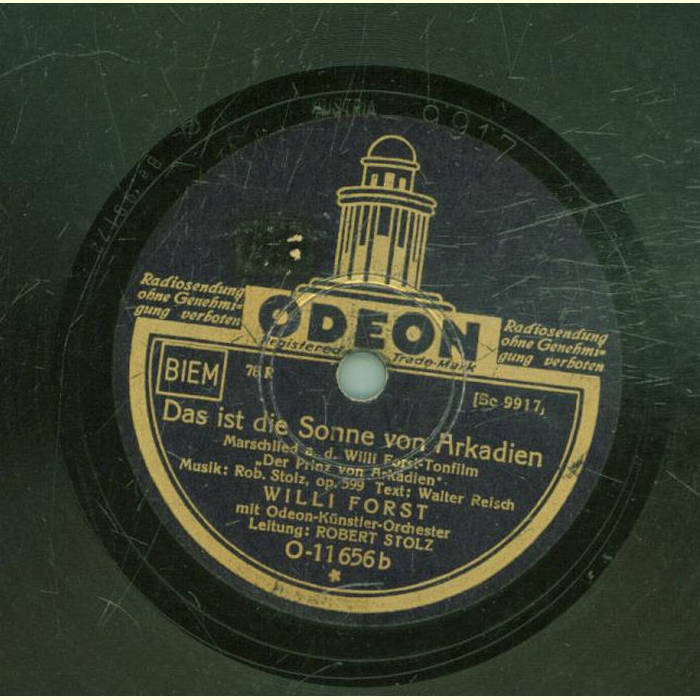 AUSTRIA 9917
Radiosendung
ohne Genehmi-
gung verboten
ODEON
Registered Trade-Mark
Radiosendung
ohne Genehmi-
gung verboten
BIEM
78 R
[Sc 9917]
Das ist die Sonne von Arkadien
Marschlied a. d. Willi Forst-Tonfilm
„Der Prinz von Arkadien“.
Musik: Rob. Stolz, op. 599 Text: Walter Reisch
WILLI FORST
mit Odeon-Künstler-Orchester
Leitung: ROBERT STOLZ
O-11656b